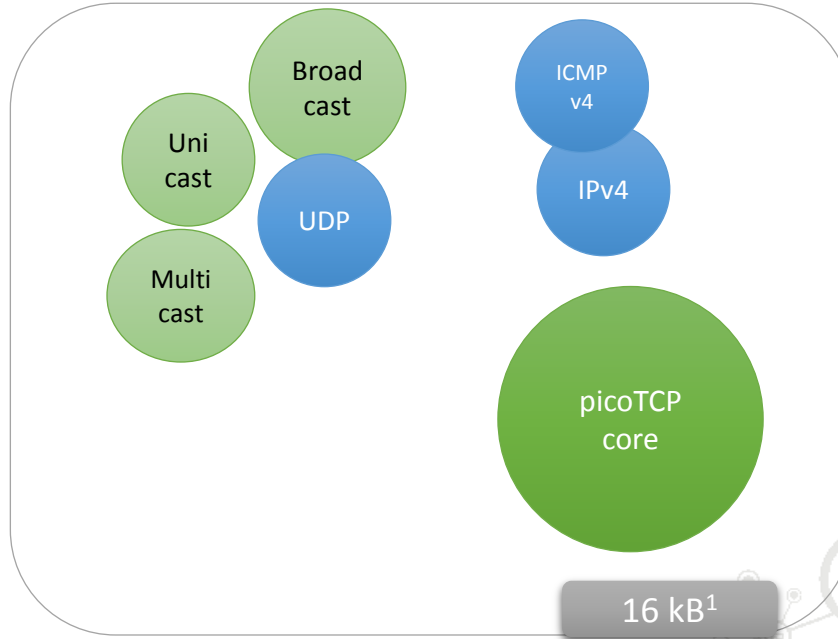 Broad
cast
ICMP
v4
Uni
cast
IPv4
UDP
Multi
cast
picoTCP
core
16 kB¹